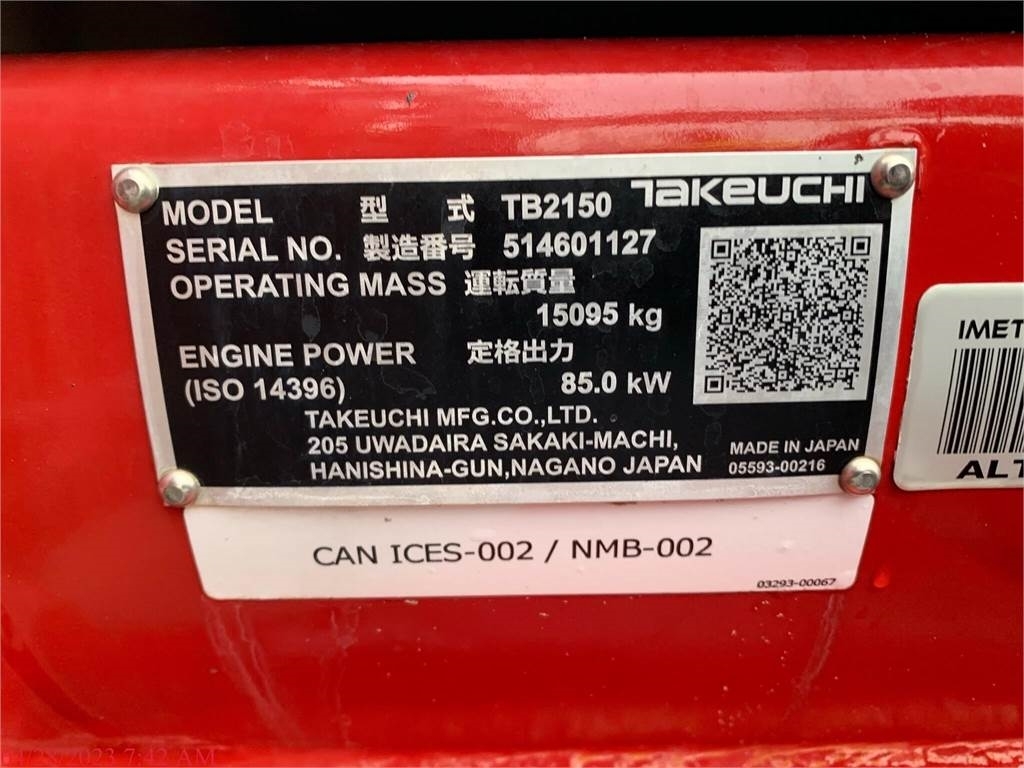 TAKEUCHI
MODEL 型 式 TB2150
SERIAL NO. 製造番号 514601127
OPERATING MASS 運転質量
15095 kg
ENGINE POWER 定格出力
(ISO 14396) 85.0 kW
TAKEUCHI MFG.CO.,LTD.
205 UWADAIRA SAKAKI-MACHI,
HANISHINA-GUN,NAGANO JAPAN
MADE IN JAPAN
05593-00216
CAN ICES-002 / NMB-002
03293-00067
IMET
ALT
7:42 AM